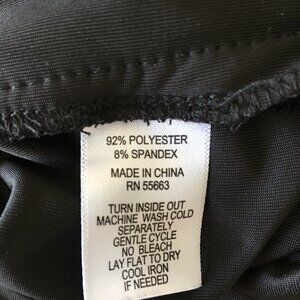 92% POLYESTER
8% SPANDEX
MADE IN CHINA
RN 55663
TURN INSIDE OUT
MACHINE WASH COLD
SEPARATELY
GENTLE CYCLE
NO BLEACH
LAY FLAT TO DRY
COOL IRON
IF NEEDED